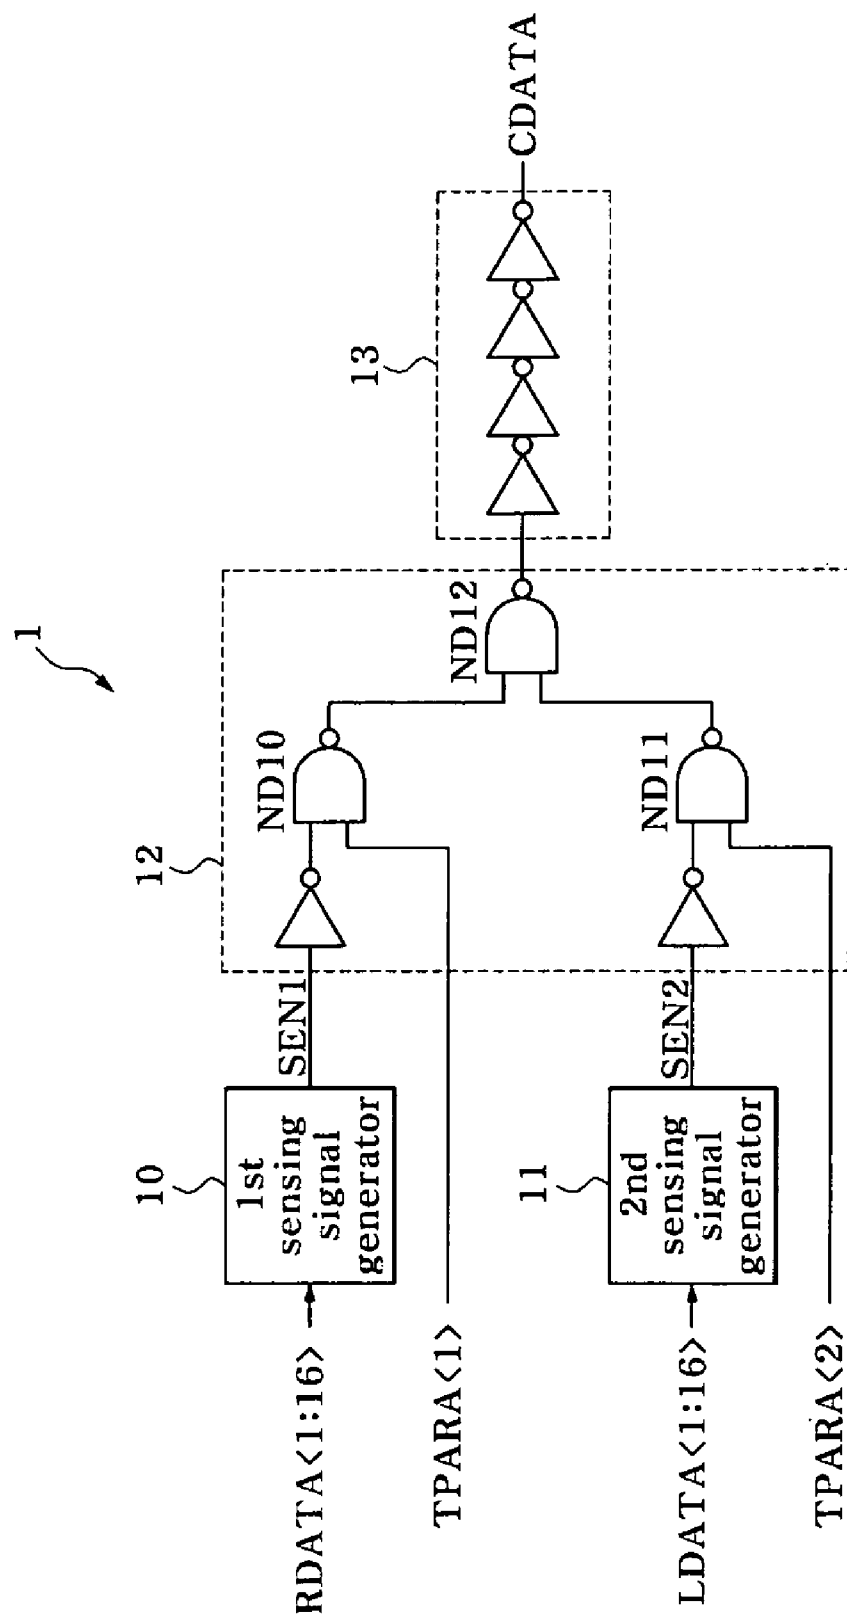 1
12
13
10
1st
sensing
signal
generator
RDATA<1:16>
SEN1
ND10
TPARA<1>
ND12
CDATA
11
2nd
sensing
signal
generator
LDATA<1:16>
SEN2
ND11
TPARA<2>